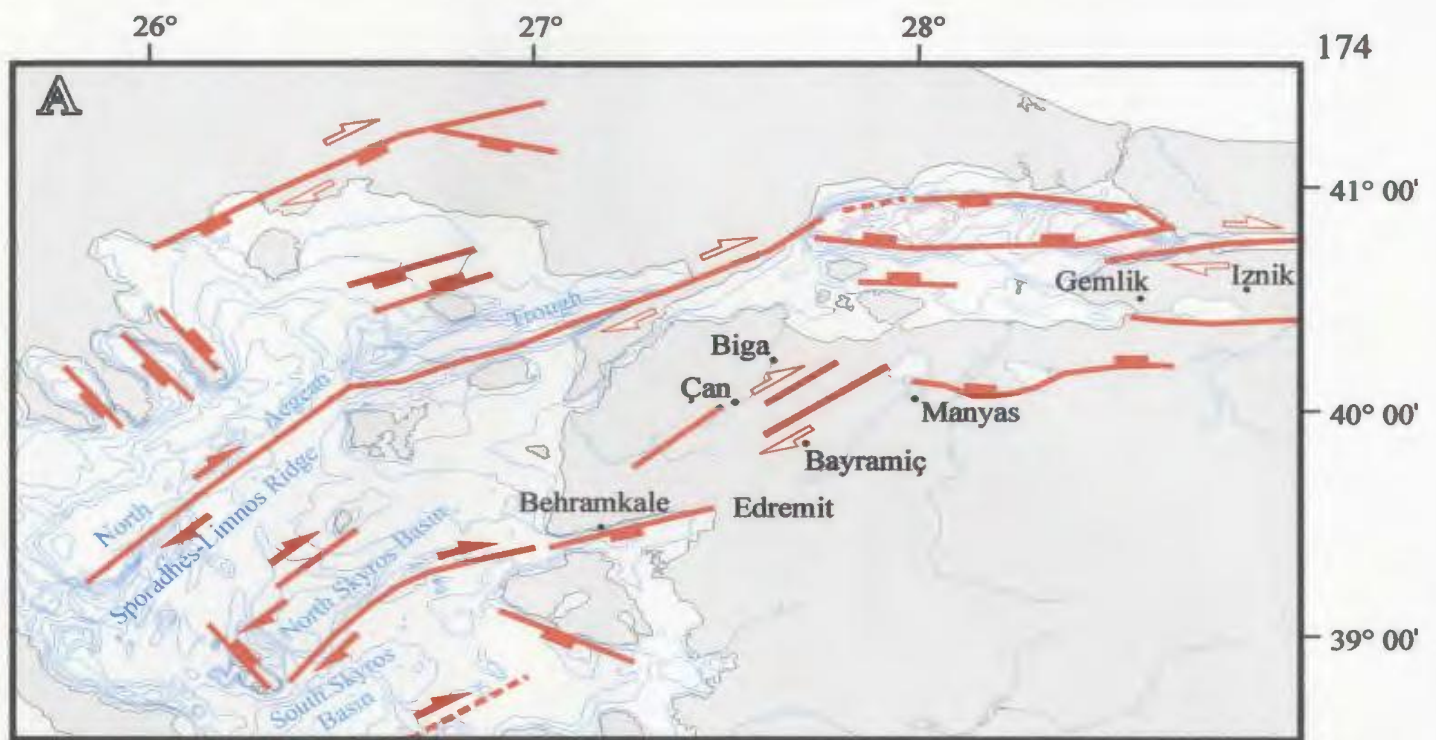 26°
27°
28°
174
A
41° 00'
Gemlik
Iznik
Trough
Biga
Çan
Aegean
40° 00'
Manyas
Bayramiç
North
Behramkale
Edremit
Sporadhes-Limnos Ridge
North Skyros Basin
39° 00'
South Skyros
Basin